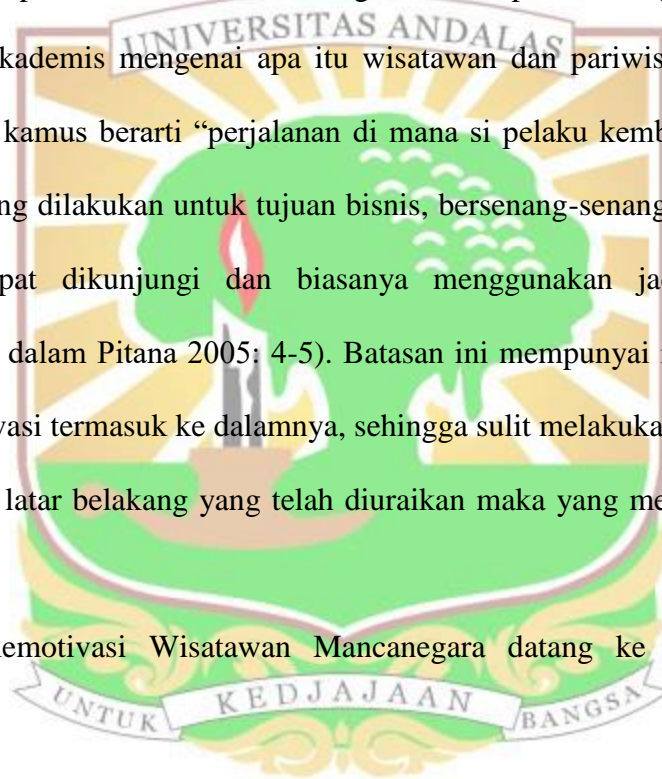 UNIVERSITAS ANDALAS
kademis mengenai apa itu wisatawan dan pariwis
kamus berarti “perjalanan di mana si pelaku kemb
ng dilakukan untuk tujuan bisnis, bersenang-senang
pat dikunjungi dan biasanya menggunakan ja
dalam Pitana 2005: 4-5). Batasan ini mempunyai
vasi termasuk ke dalamnya, sehingga sulit melakuka
latar belakang yang telah diuraikan maka yang me
emotivasi Wisatawan Mancanegara datang ke
UNTUK KEDJAJAAN BANGSA